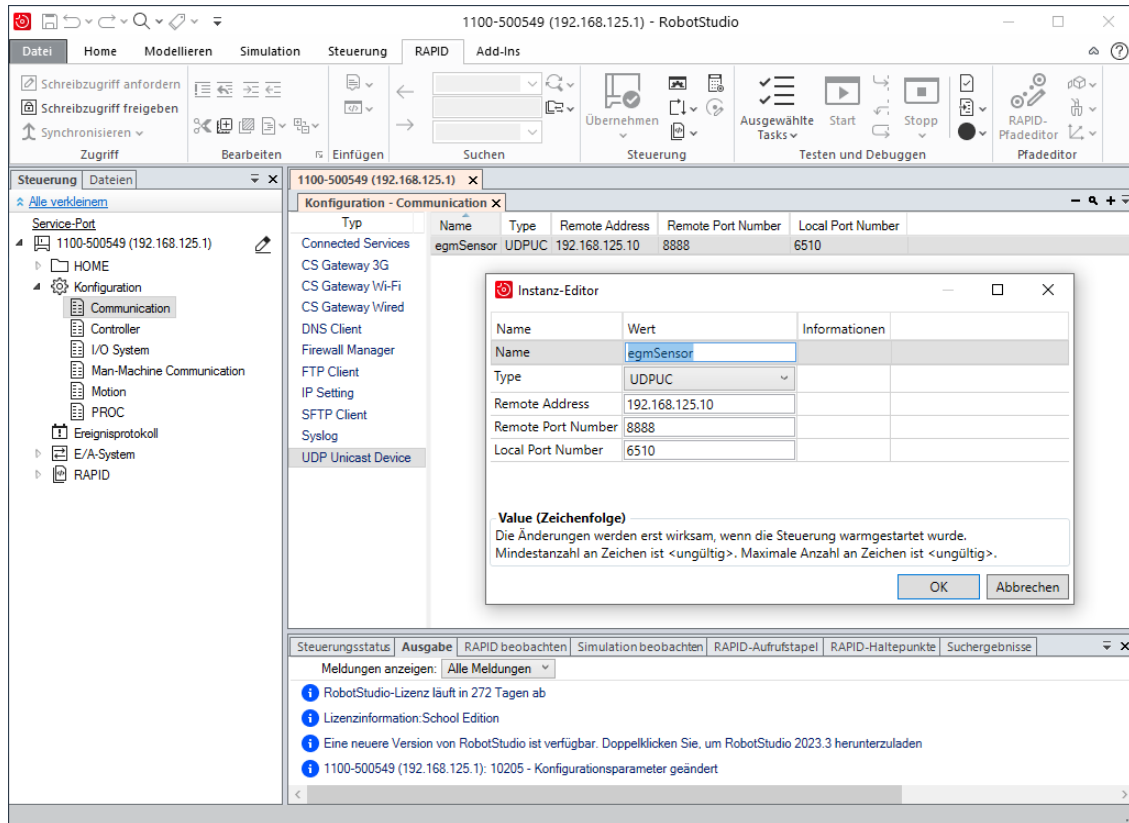 1100-500549 (192.168.125.1) - RobotStudio
Datei Home Modellieren Simulation Steuerung RAPID Add-Ins
Schreibzugriff anfordern
Schreibzugriff freigeben
Synchronisieren
Zugriff
Bearbeiten
Einfügen
Suchen
Übernehmen
Steuerung
Ausgewählte
Tasks
Start
Stopp
Testen und Debuggen
RAPID-
Pfadeditor
Pfadeditor
Steuerung Dateien
Alle verkleinern
Service-Port
1100-500549 (192.168.125.1)
HOME
Konfiguration
Communication
Controller
I/O System
Man-Machine Communication
Motion
PROC
Ereignisprotokoll
E/A-System
RAPID
1100-500549 (192.168.125.1) X
Konfiguration - Communication X
Typ
Connected Services
CS Gateway 3G
CS Gateway Wi-Fi
CS Gateway Wired
DNS Client
Firewall Manager
FTP Client
IP Setting
SFTP Client
Syslog
UDP Unicast Device
Name Type Remote Address Remote Port Number Local Port Number
egmSensor UDPUC 192.168.125.10 8888 6510
Instanz-Editor
Name Wert Informationen
Name egmSensor
Type UDPUC
Remote Address 192.168.125.10
Remote Port Number 8888
Local Port Number 6510
Value (Zeichenfolge)
Die Änderungen werden erst wirksam, wenn die Steuerung warmgestartet wurde.
Mindestanzahl an Zeichen ist <ungültig>. Maximale Anzahl an Zeichen ist <ungültig>.
OK Abbrechen
Steuerungsstatus Ausgabe RAPID beobachten Simulation beobachten RAPID-Aufrufstapel RAPID-Haltepunkte Suchergebnisse
Meldungen anzeigen: Alle Meldungen
RobotStudio-Lizenz läuft in 272 Tagen ab
Lizenzinformation:School Edition
Eine neuere Version von RobotStudio ist verfügbar. Doppelklicken Sie, um RobotStudio 2023.3 herunterzuladen
1100-500549 (192.168.125.1): 10205 - Konfigurationsparameter geändert